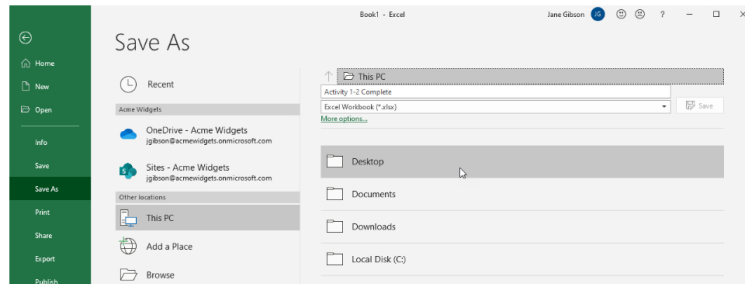 Book1 - Excel
Jane Gibson
JG
?
Save As
Home
New
Open
Info
Save
Save As
Print
Share
Export
Publish
Recent
Acme Widgets
OneDrive - Acme Widgets
jgibson@acmewidgets.onmicrosoft.com
Sites - Acme Widgets
jgibson@acmewidgets.onmicrosoft.com
Other locations
This PC
Add a Place
Browse
This PC
Activity 1-2 Complete
Excel Workbook (*.xlsx)
Save
More options...
Desktop
Documents
Downloads
Local Disk (C:)